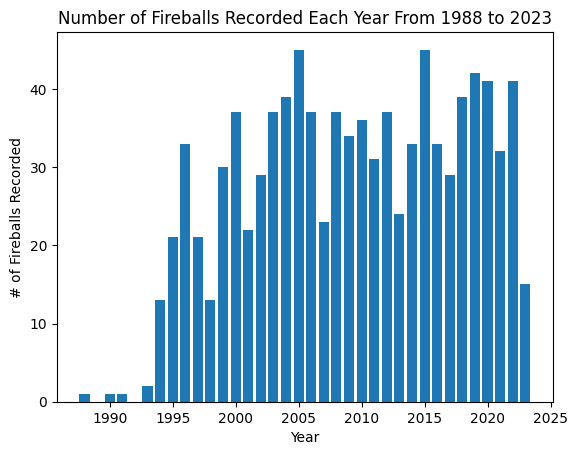 Number of Fireballs Recorded Each Year From 1988 to 2023
# of Fireballs Recorded
40
30
20
10
0
1990 1995 2000 2005 2010 2015 2020 2025
Year